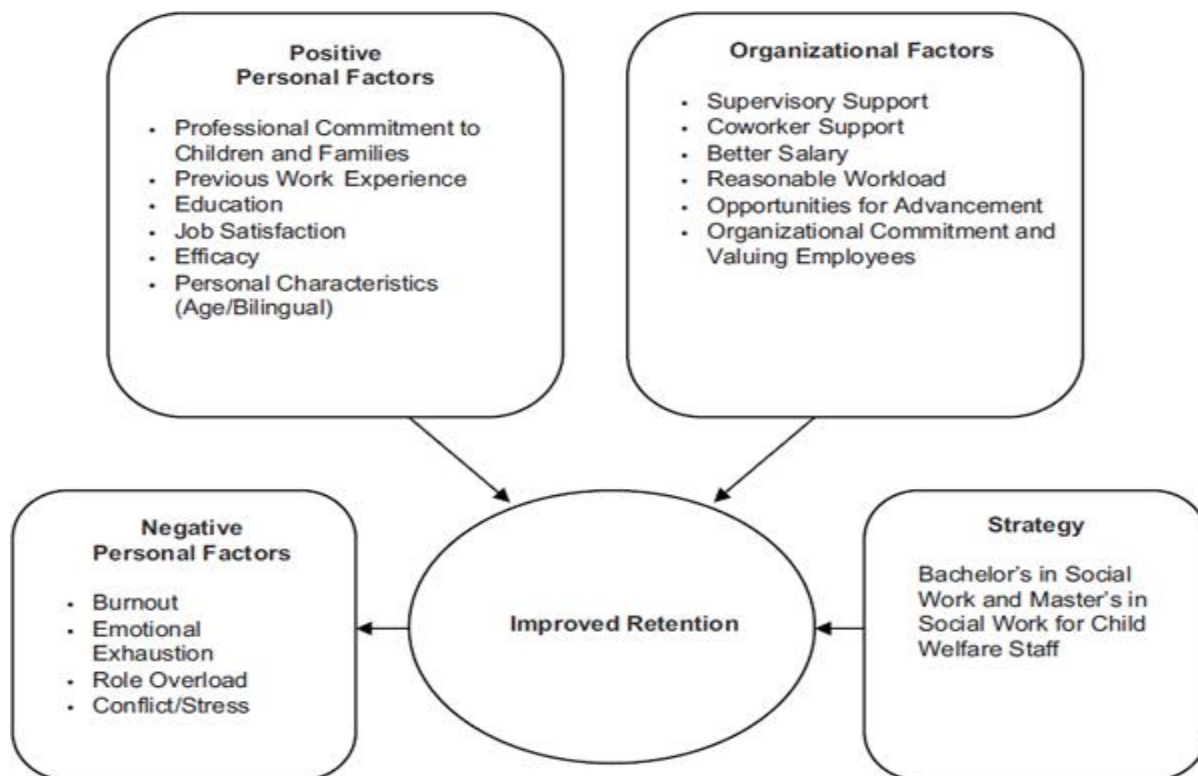 Positive
Personal Factors
• Professional Commitment to
Children and Families
• Previous Work Experience
• Education
• Job Satisfaction
• Efficacy
• Personal Characteristics
(Age/Bilingual)
Organizational Factors
• Supervisory Support
• Coworker Support
• Better Salary
• Reasonable Workload
• Opportunities for Advancement
• Organizational Commitment and
Valuing Employees
Negative
Personal Factors
• Burnout
• Emotional
Exhaustion
• Role Overload
• Conflict/Stress
Improved Retention
Strategy
Bachelor's in Social
Work and Master's in
Social Work for Child
Welfare Staff